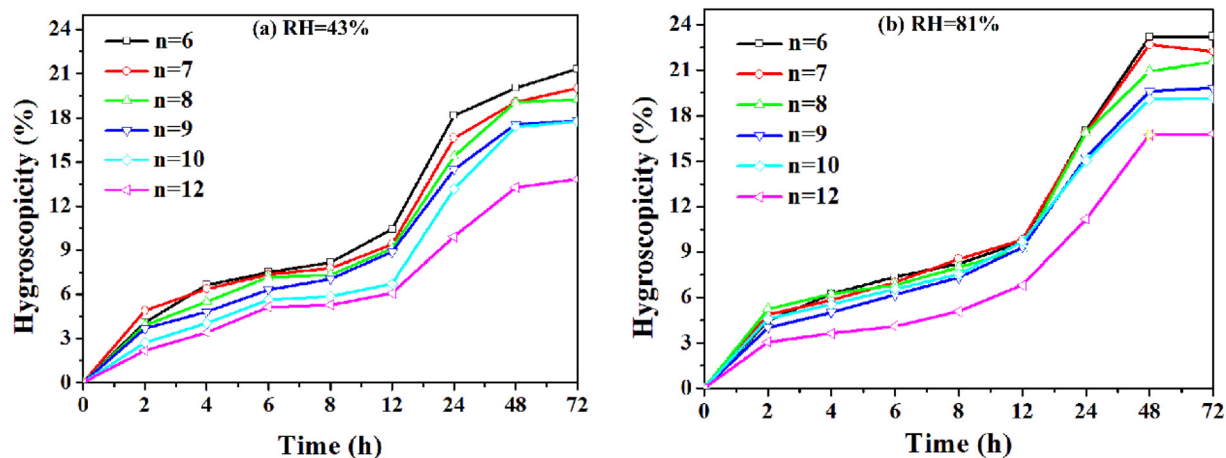 (a) RH=43%
n=6
n=7
n=8
n=9
n=10
n=12
Hygroscopicity (%)
24
21
18
15
12
9
6
3
0
0 2 4 6 8 12 24 48 72
Time (h)
(b) RH=81%
n=6
n=7
n=8
n=9
n=10
n=12
Hygroscopicity (%)
24
21
18
15
12
9
6
3
0
0 2 4 6 8 12 24 48 72
Time (h)